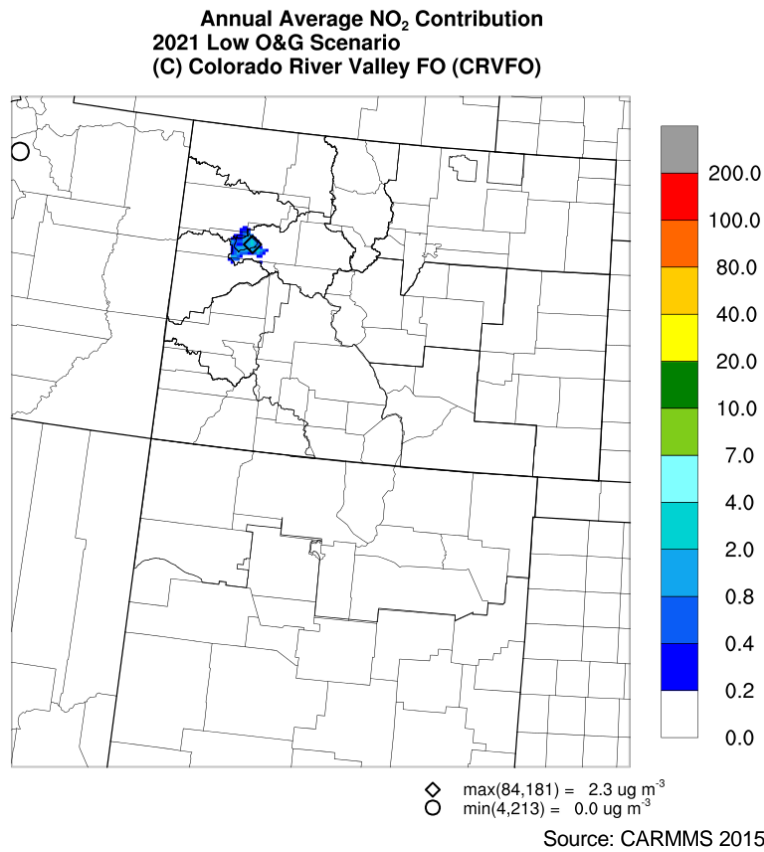 Annual Average NO₂ Contribution
2021 Low O&G Scenario
(C) Colorado River Valley FO (CRVFO)
200.0
100.0
80.0
40.0
20.0
10.0
7.0
4.0
2.0
0.8
0.4
0.2
0.0
max(84,181) = 2.3 ug m⁻³
min(4,213) = 0.0 ug m⁻³
Source: CARMMS 2015